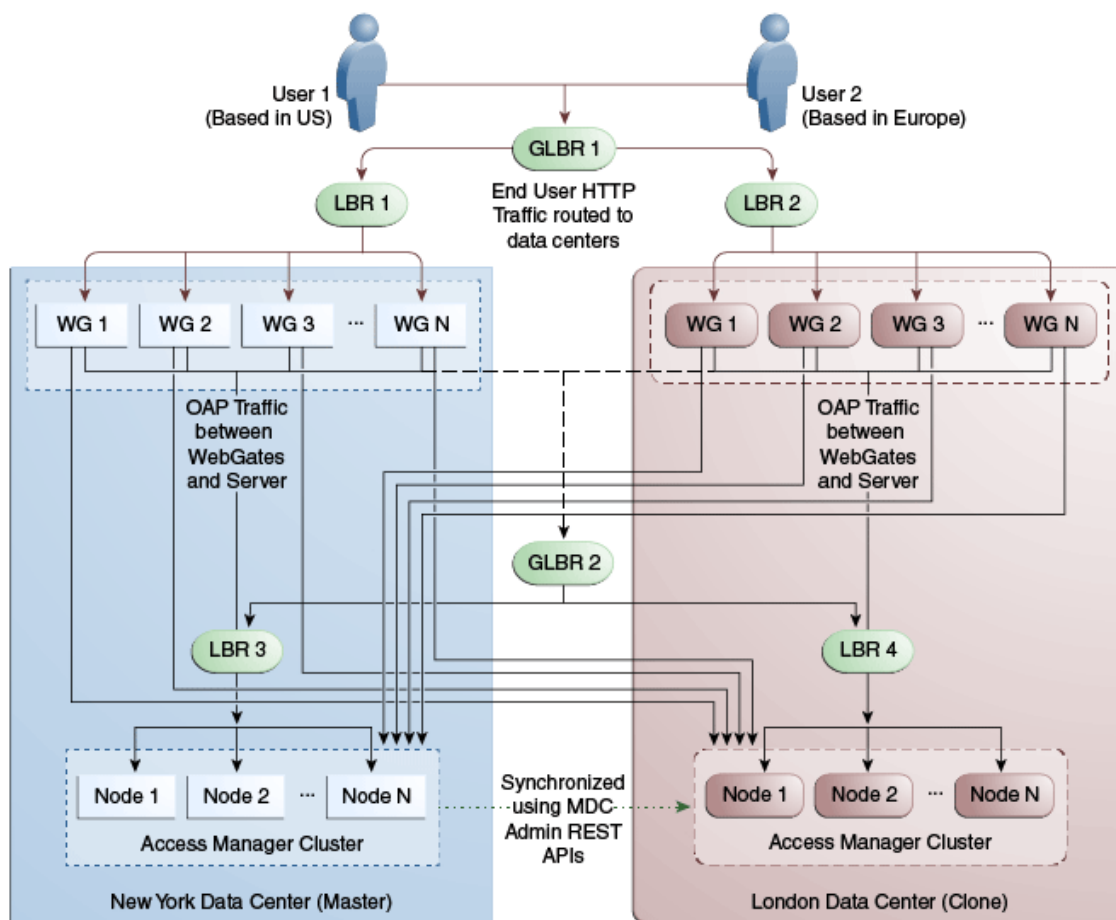 User 1
(Based in US)
User 2
(Based in Europe)
GLBR 1
End User HTTP
Traffic routed to
data centers
LBR 1
LBR 2
WG 1
WG 2
WG 3
...
WG N
WG 1
WG 2
WG 3
...
WG N
OAP Traffic
between
WebGates
and Server
OAP Traffic
between
WebGates
and Server
GLBR 2
LBR 3
LBR 4
Node 1
Node 2
...
Node N
Access Manager Cluster
Synchronized
using MDC
Admin REST
APIs
Node 1
Node 2
...
Node N
Access Manager Cluster
New York Data Center (Master)
London Data Center (Clone)